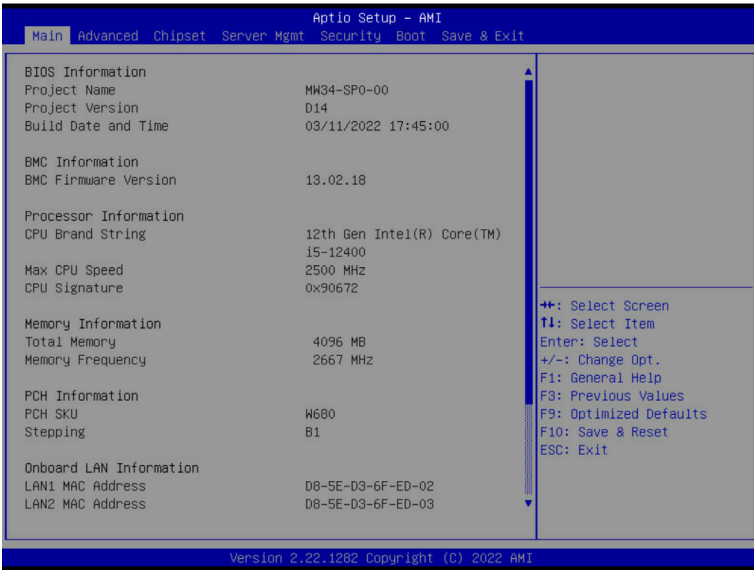 Aptio Setup – AMI
Main Advanced Chipset Server Mgmt Security Boot Save & Exit
BIOS Information
Project Name MW34-SP0-00
Project Version D14
Build Date and Time 03/11/2022 17:45:00
BMC Information
BMC Firmware Version 13.02.18
Processor Information
CPU Brand String 12th Gen Intel(R) Core(TM)
i5-12400
Max CPU Speed 2500 MHz
CPU Signature 0x90672
Memory Information
Total Memory 4096 MB
Memory Frequency 2667 MHz
PCH Information
PCH SKU W680
Stepping B1
Onboard LAN Information
LAN1 MAC Address D8-5E-D3-6F-ED-02
LAN2 MAC Address D8-5E-D3-6F-ED-03
→←: Select Screen
↑↓: Select Item
Enter: Select
+/-: Change Opt.
F1: General Help
F3: Previous Values
F9: Optimized Defaults
F10: Save & Reset
ESC: Exit
Version 2.22.1282 Copyright (C) 2022 AMI